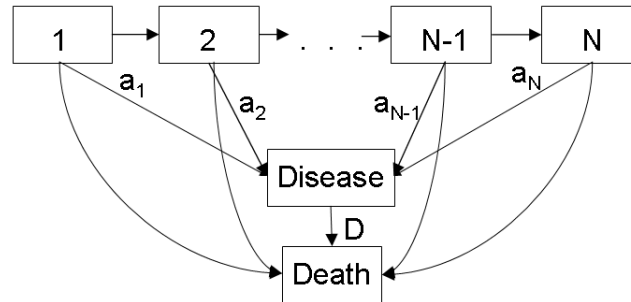 1 2 . . . N-1 N
a1 a2 aN-1 aN
Disease
D
Death